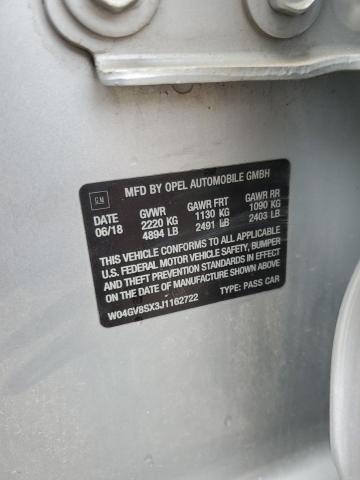 GM
MFD BY OPEL AUTOMOBILE GMBH
DATE GVWR GAWR FRT GAWR RR
06/18 2220 KG 1130 KG 1090 KG
4894 LB 2491 LB 2403 LB
THIS VEHICLE CONFORMS TO ALL APPLICABLE
U.S. FEDERAL MOTOR VEHICLE SAFETY, BUMPER
AND THEFT PREVENTION STANDARDS IN EFFECT
ON THE DATE OF MANUFACTURE SHOWN ABOVE.
W04GV8SX3J1162722 TYPE: PASS CAR